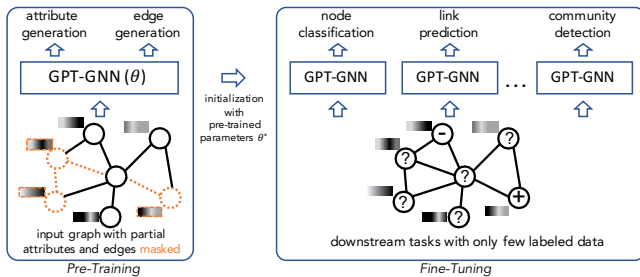 attribute generation
edge generation
GPT-GNN (θ)
input graph with partial
attributes and edges masked
Pre-Training
initialization
with
pre-trained
parameters θ*
node
classification
link
prediction
community
detection
GPT-GNN
GPT-GNN
...
GPT-GNN
-
?
?
?
?
+
?
downstream tasks with only few labeled data
Fine-Tuning